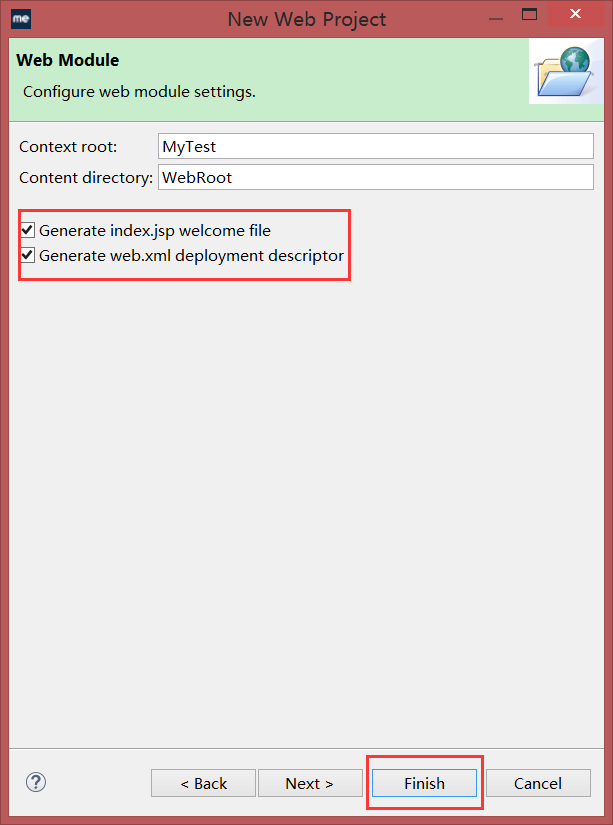 me
New Web Project
Web Module
Configure web module settings.
Context root: MyTest
Content directory: WebRoot
Generate index.jsp welcome file
Generate web.xml deployment descriptor
? < Back Next > Finish Cancel